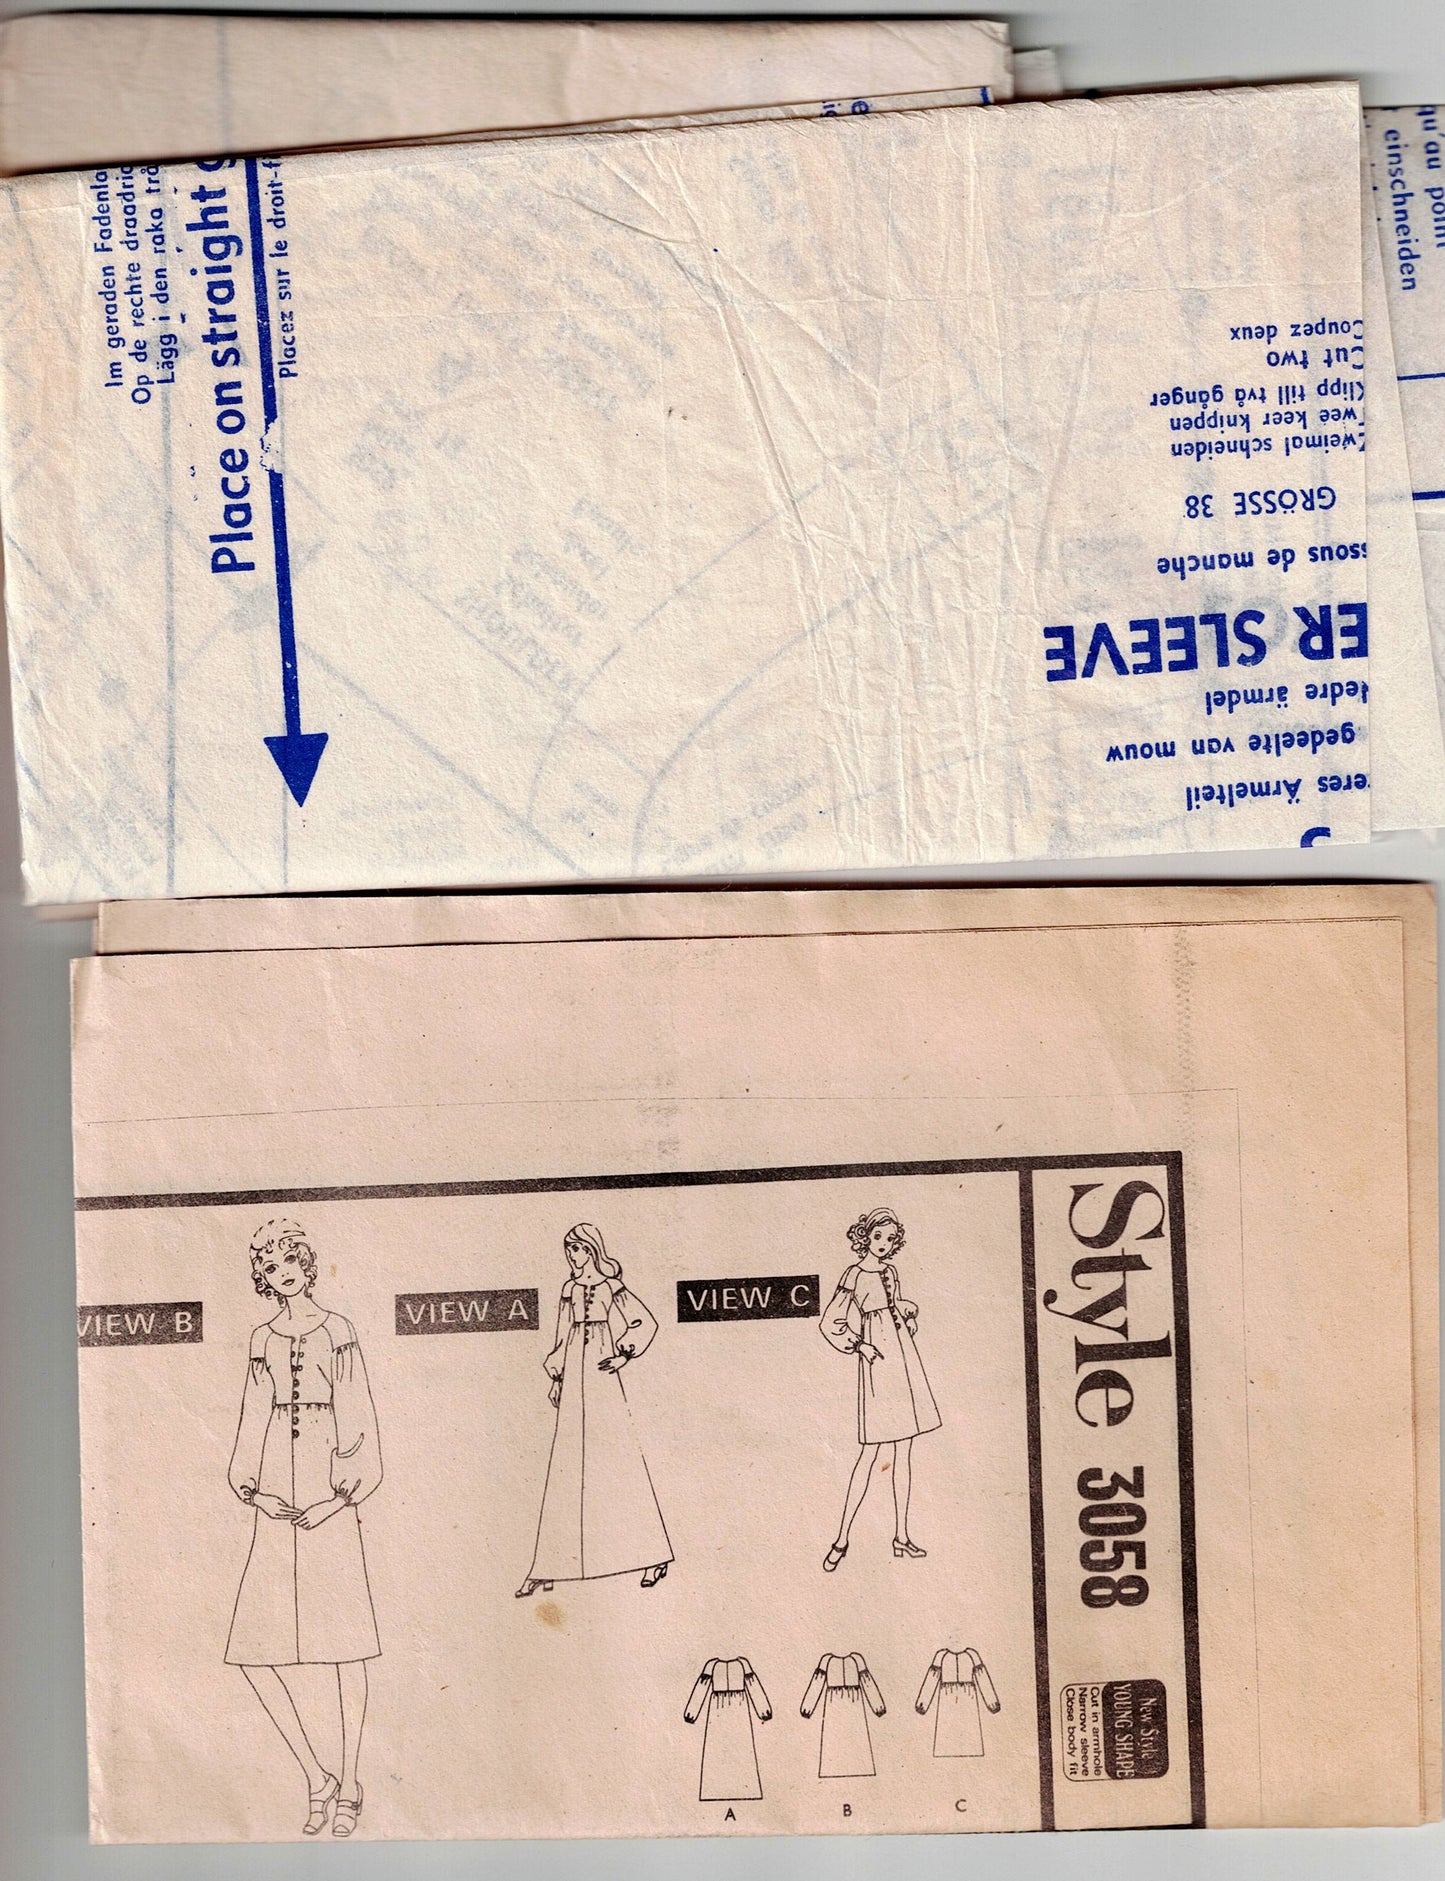 Im geraden Fadenla
Op de rechte draadric
Lägg i den raka trå
Place on straight g
Placez sur le droit-f
qu'au point
einschneiden
Coupez deux
Cut two
Klipp till två gånger
Twee keer knippen
Zweimal schneiden
GRÖSSE 38
ssous de manche
ER SLEEVE
edre ärmdel
gedeelte van mouw
eres Ärmelteil
VIEW B
VIEW A
VIEW C
Style 3058
New Style
YOUNG SHAPE
Cut in armhole
Narrow sleeve
Close body fit
A
B
C